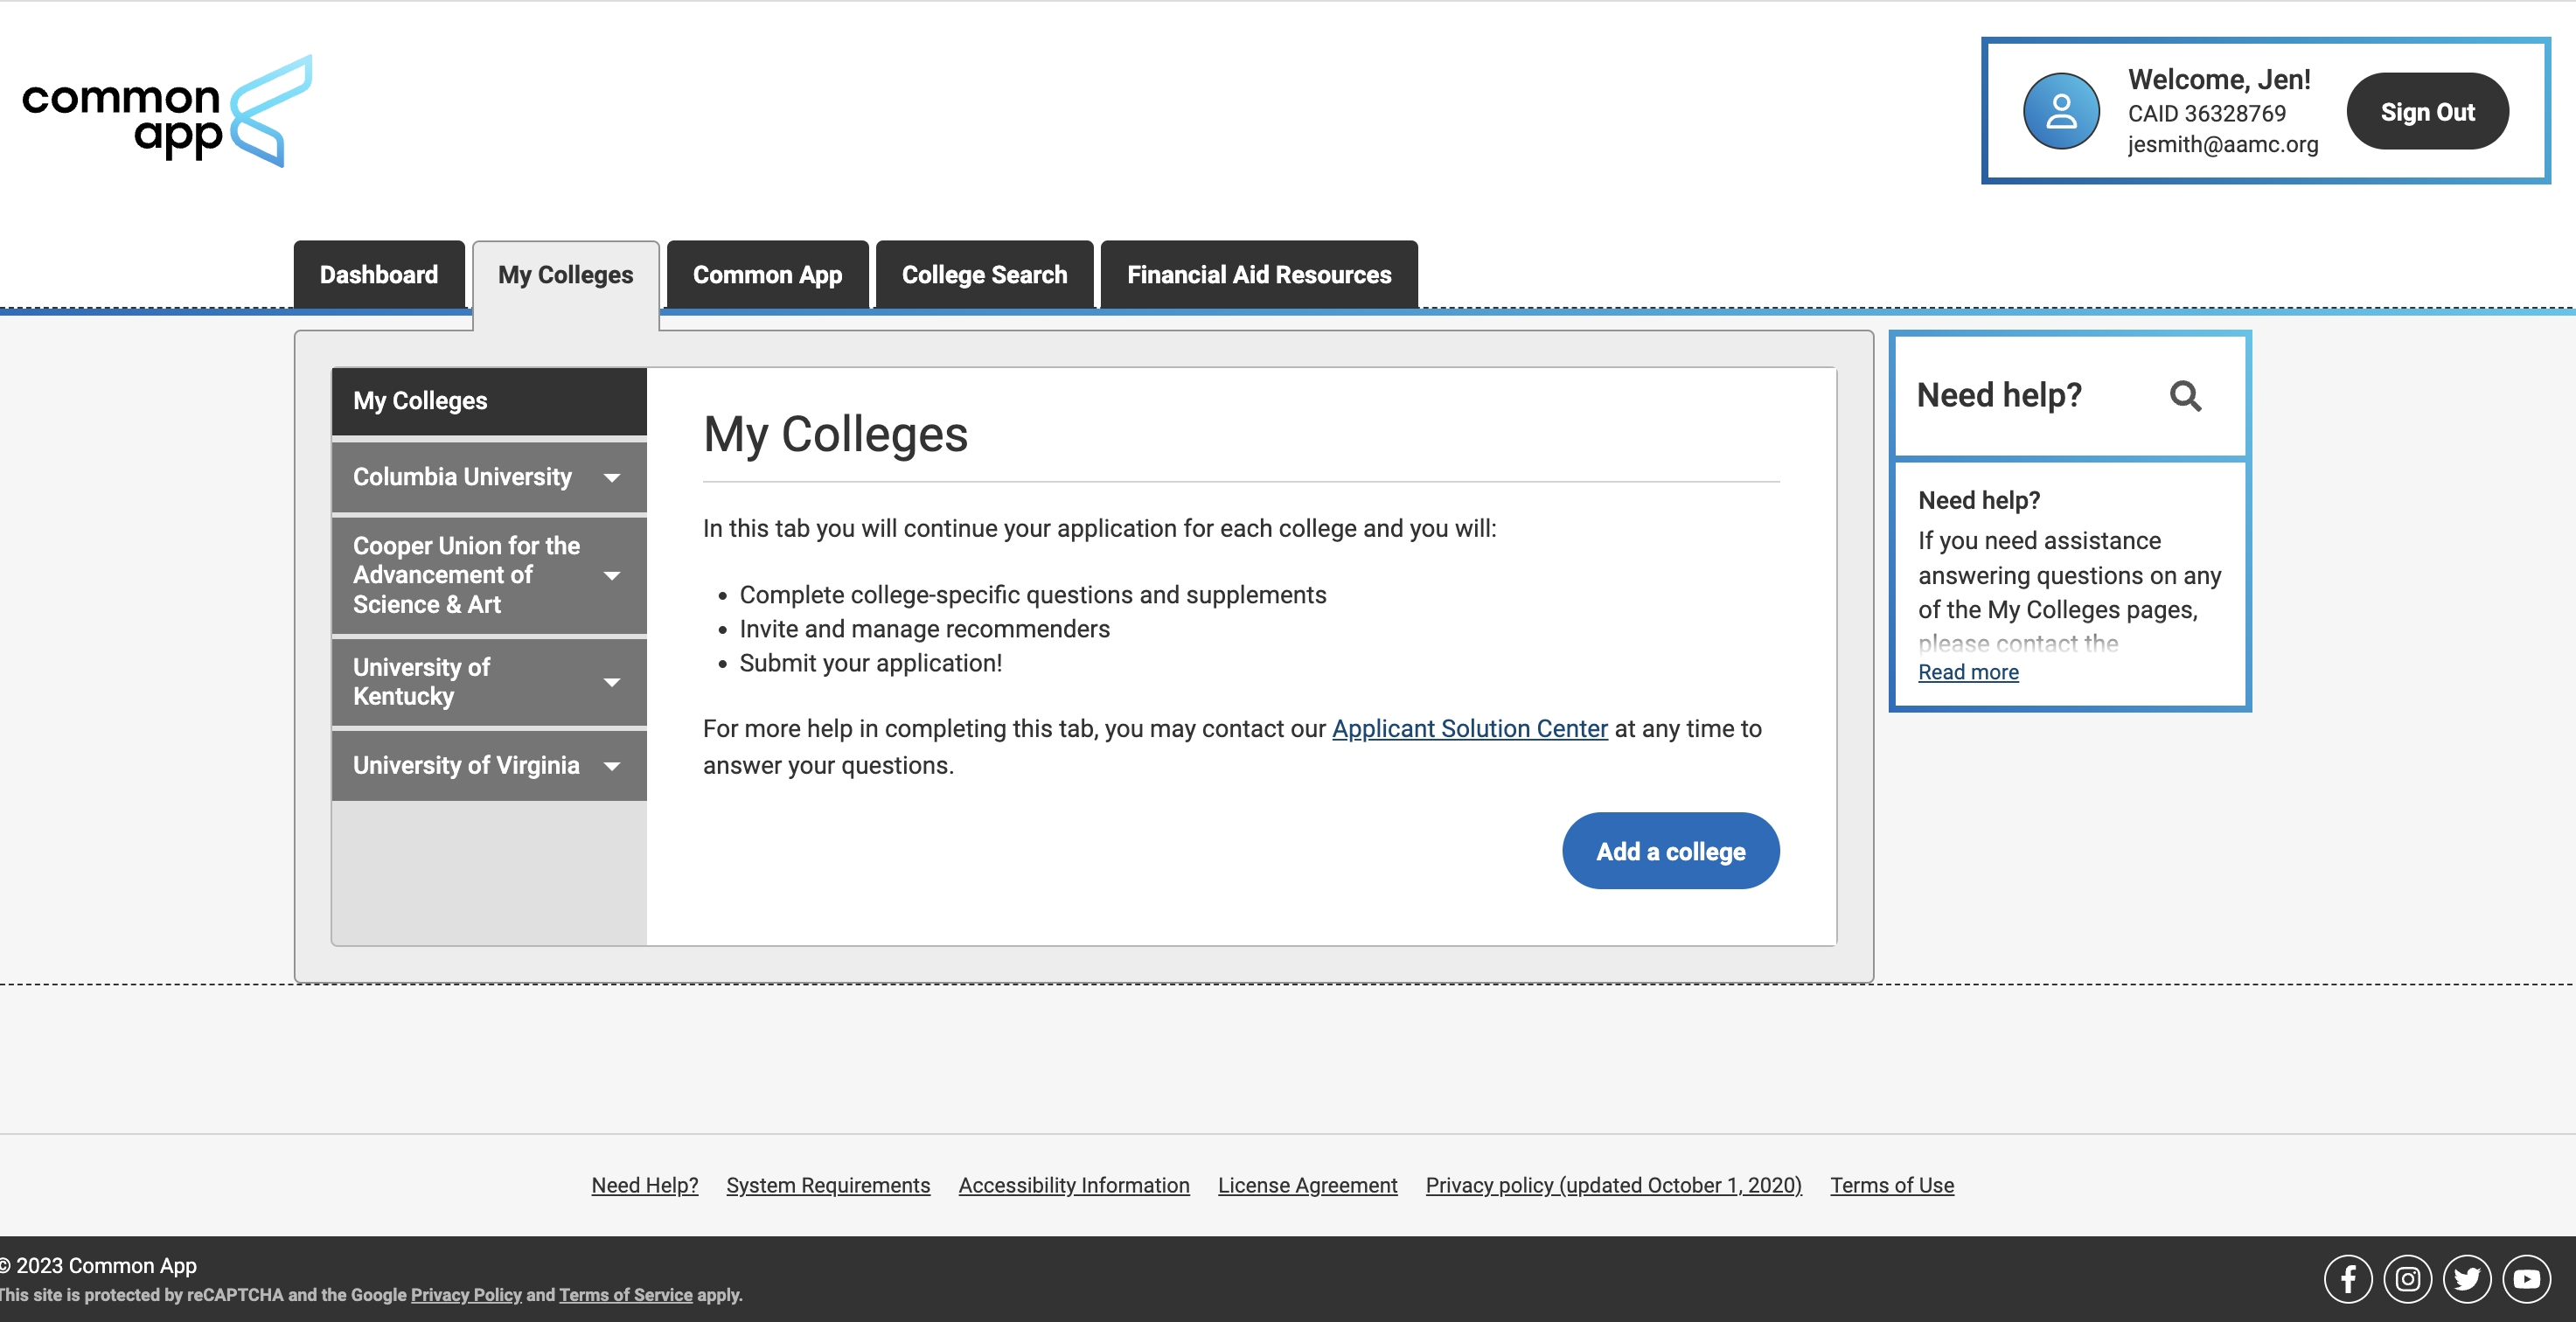 common
app
Welcome, Jen!
CAID 36328769
jesmith@aamc.org
Sign Out
Dashboard
My Colleges
Common App
College Search
Financial Aid Resources
My Colleges
Columbia University
Cooper Union for the
Advancement of
Science & Art
University of
Kentucky
University of Virginia
My Colleges
In this tab you will continue your application for each college and you will:
• Complete college-specific questions and supplements
• Invite and manage recommenders
• Submit your application!
For more help in completing this tab, you may contact our Applicant Solution Center at any time to
answer your questions.
Add a college
Need help?
Need help?
If you need assistance
answering questions on any
of the My Colleges pages,
please contact the
Read more
Need Help?
System Requirements
Accessibility Information
License Agreement
Privacy policy (updated October 1, 2020)
Terms of Use
© 2023 Common App
This site is protected by reCAPTCHA and the Google Privacy Policy and Terms of Service apply.